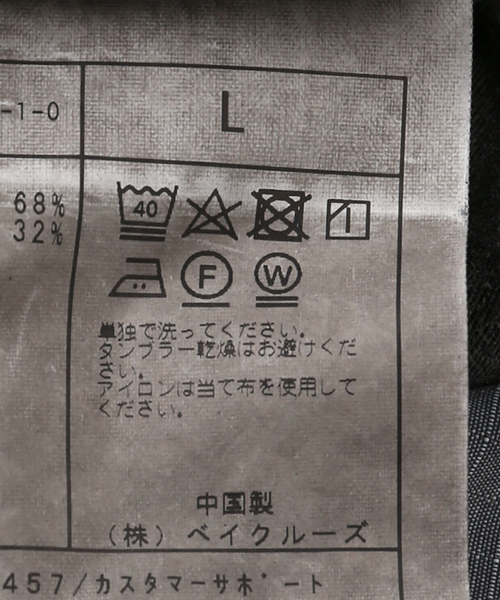 -1-0
L
68%
32%
40
F
W
単独で洗ってください。
タンブラー乾燥はお避けくだ
さい。
アイロンは当て布を使用して
ください。
中国製
(株) ベイクルーズ
457/カスタマーサポート